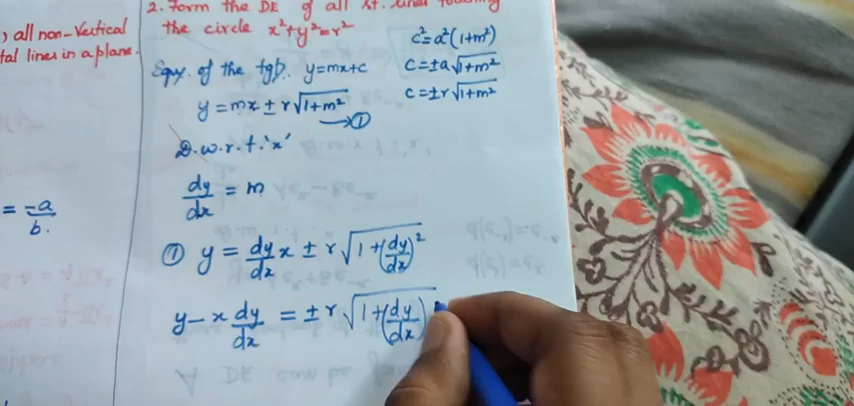 2. Form the DE of all st. lines touching
the circle x²+y²=r²
, all non-Vertical
tal lines in a plane.
= -a/b.
Eqn. of the tgt. y=mx+c
c²=a²(1+m²)
c=±a√(1+m²)
c=±r√(1+m²)
y=mx±r√(1+m²) →①
D.w.r.t.'x'
dy/dx = m
① y = dy/dx x ± r √(1+(dy/dx)²)
y-x dy/dx = ±r √(1+(dy/dx)